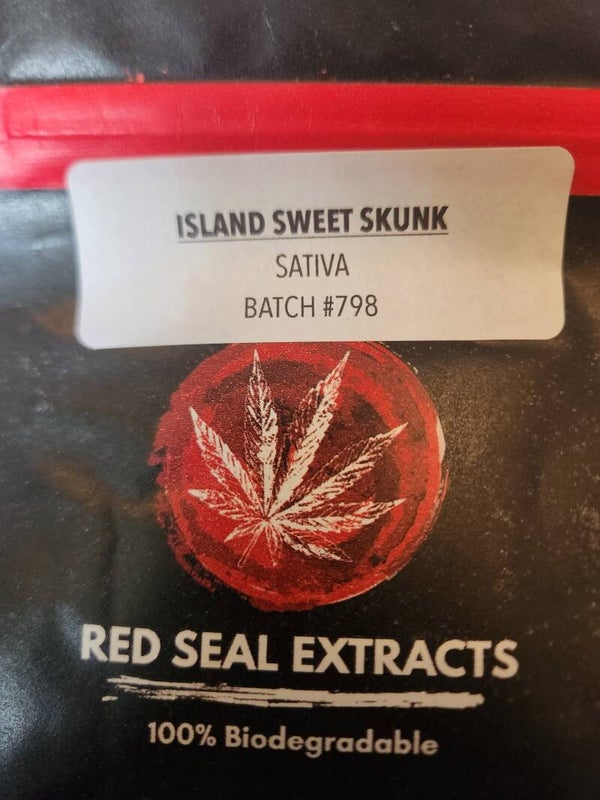 ISLAND SWEET SKUNK
SATIVA
BATCH #798
RED SEAL EXTRACTS
100% Biodegradable